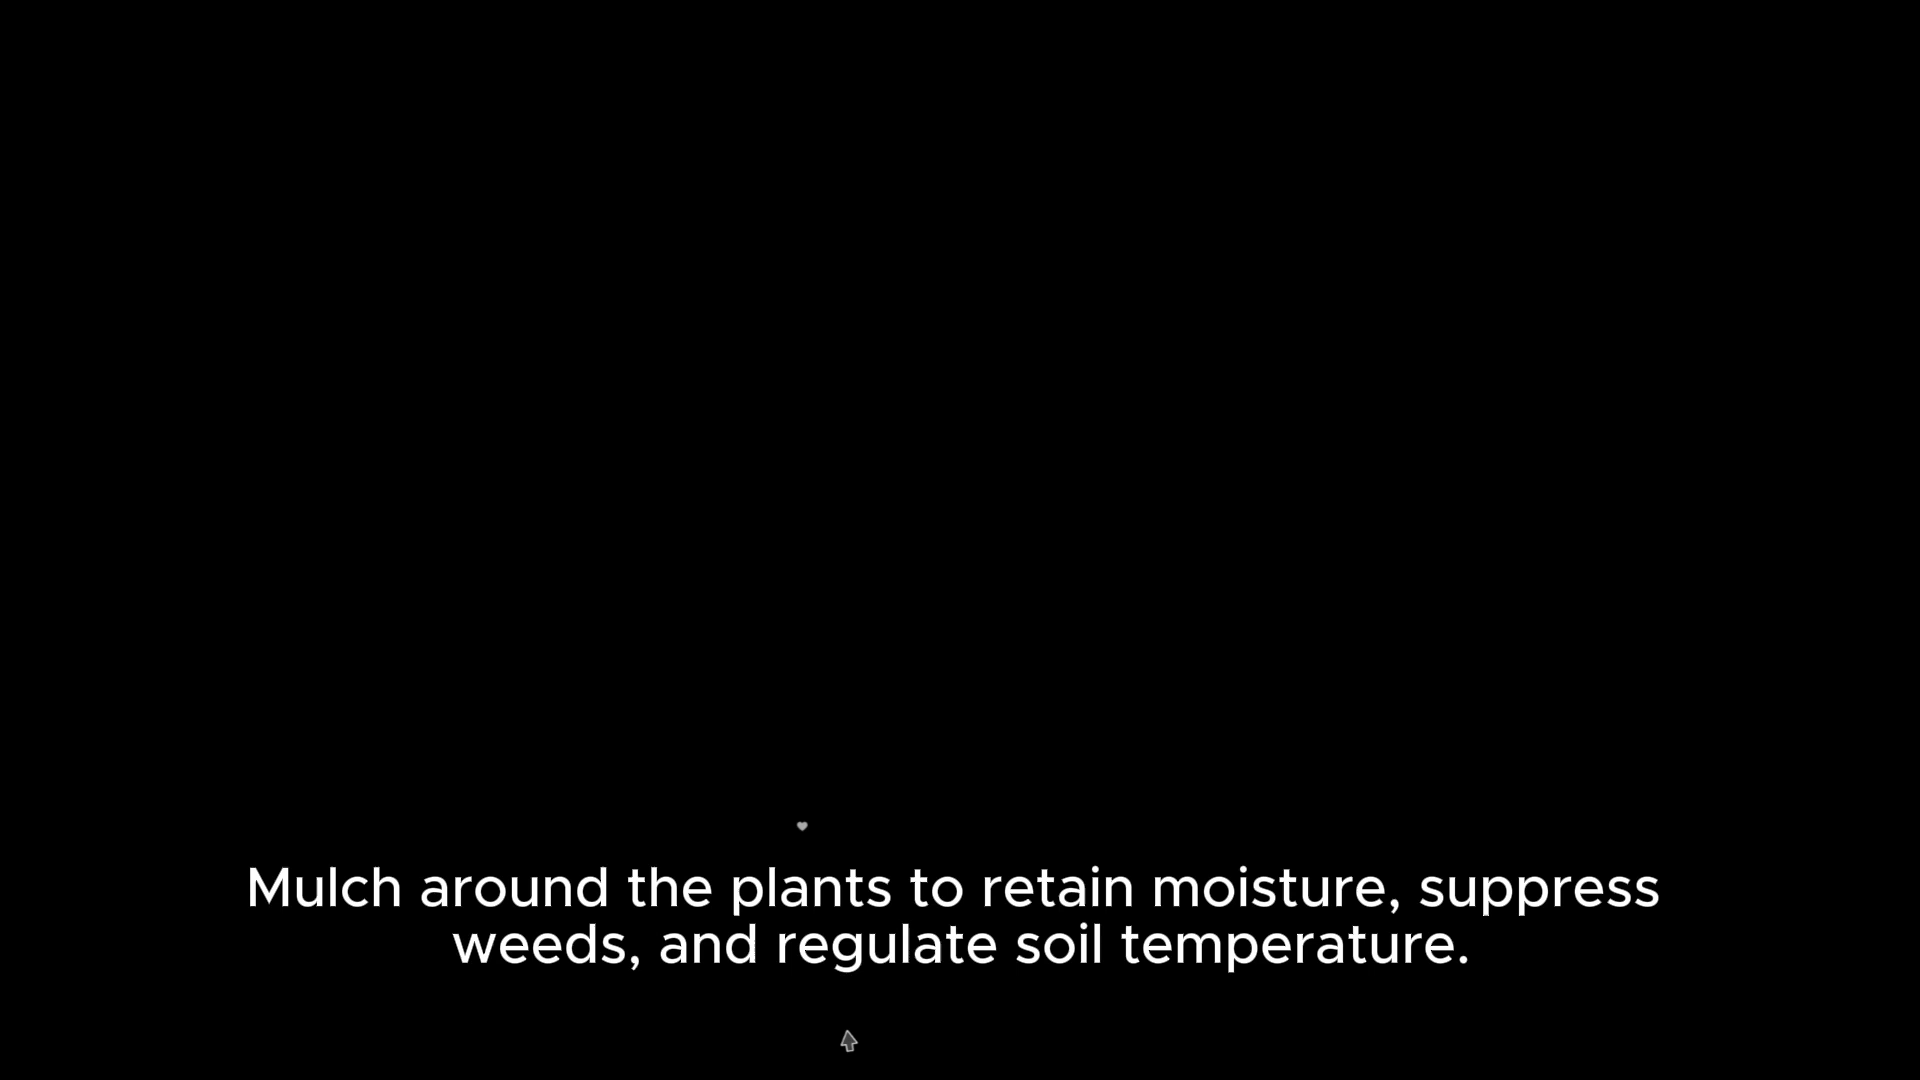 Mulch around the plants to retain moisture, suppress
weeds, and regulate soil temperature.